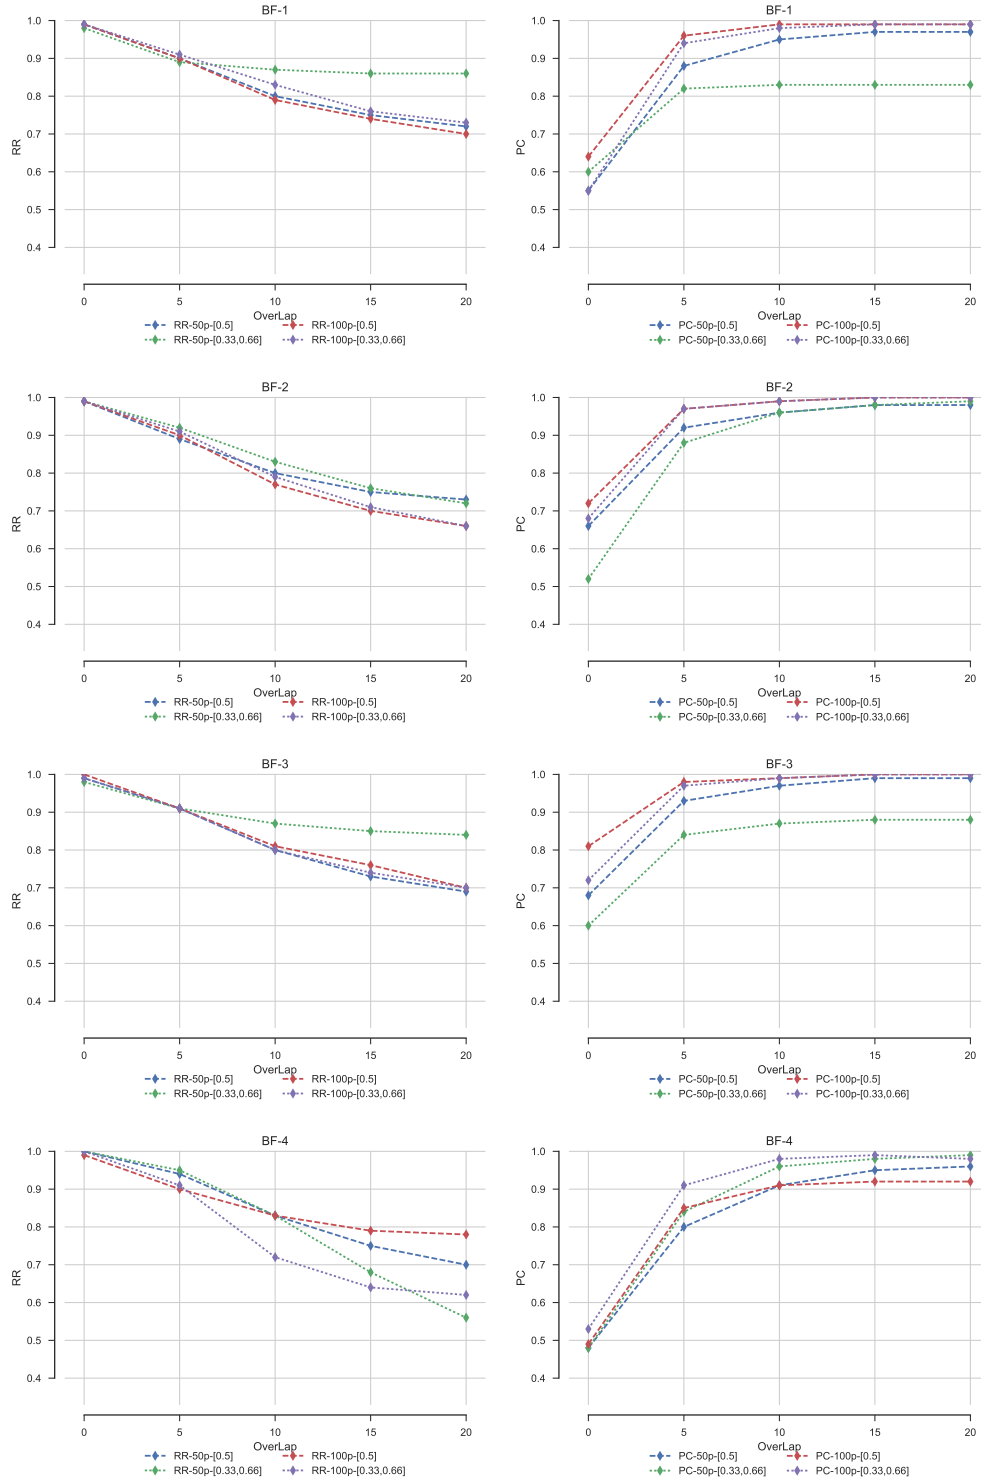 BF-1
1.0
0.9
0.8
0.7
0.6
0.5
0.4
RR
0 5 10 15 20
OverLap
RR-50p-[0.5] RR-100p-[0.5]
RR-50p-[0.33,0.66] RR-100p-[0.33,0.66]
BF-1
1.0
0.9
0.8
0.7
0.6
0.5
0.4
PC
0 5 10 15 20
OverLap
PC-50p-[0.5] PC-100p-[0.5]
PC-50p-[0.33,0.66] PC-100p-[0.33,0.66]
BF-2
1.0
0.9
0.8
0.7
0.6
0.5
0.4
RR
0 5 10 15 20
OverLap
RR-50p-[0.5] RR-100p-[0.5]
RR-50p-[0.33,0.66] RR-100p-[0.33,0.66]
BF-2
1.0
0.9
0.8
0.7
0.6
0.5
0.4
PC
0 5 10 15 20
OverLap
PC-50p-[0.5] PC-100p-[0.5]
PC-50p-[0.33,0.66] PC-100p-[0.33,0.66]
BF-3
1.0
0.9
0.8
0.7
0.6
0.5
0.4
RR
0 5 10 15 20
OverLap
RR-50p-[0.5] RR-100p-[0.5]
RR-50p-[0.33,0.66] RR-100p-[0.33,0.66]
BF-3
1.0
0.9
0.8
0.7
0.6
0.5
0.4
PC
0 5 10 15 20
OverLap
PC-50p-[0.5] PC-100p-[0.5]
PC-50p-[0.33,0.66] PC-100p-[0.33,0.66]
BF-4
1.0
0.9
0.8
0.7
0.6
0.5
0.4
RR
0 5 10 15 20
OverLap
RR-50p-[0.5] RR-100p-[0.5]
RR-50p-[0.33,0.66] RR-100p-[0.33,0.66]
BF-4
1.0
0.9
0.8
0.7
0.6
0.5
0.4
PC
0 5 10 15 20
OverLap
PC-50p-[0.5] PC-100p-[0.5]
PC-50p-[0.33,0.66] PC-100p-[0.33,0.66]